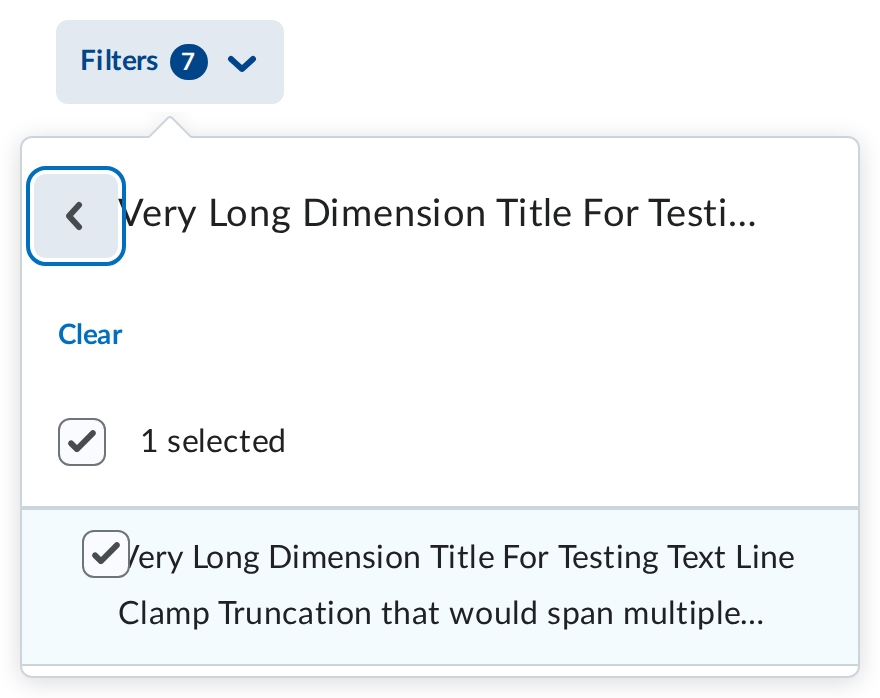 Filters 7
Very Long Dimension Title For Testi...
Clear
1 selected
Very Long Dimension Title For Testing Text Line
Clamp Truncation that would span multiple...